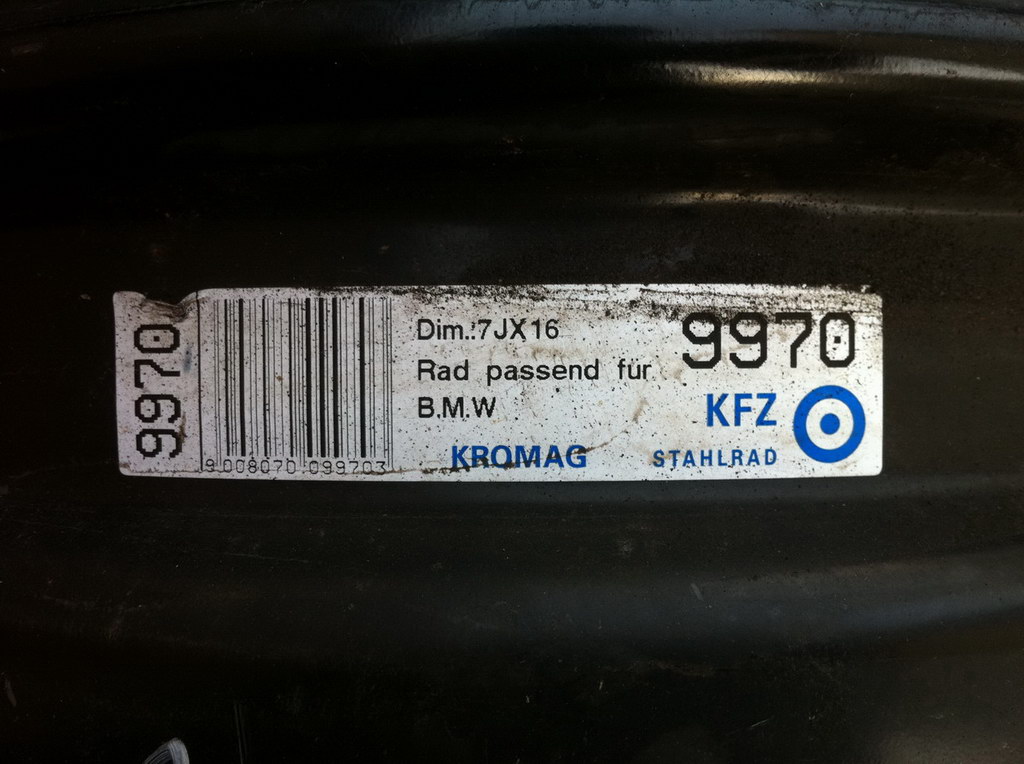 9970
9 008070 099703
Dim.:7JX16
Rad passend für
B.M.W
KROMAG
9970
KFZ
STAHLRAD